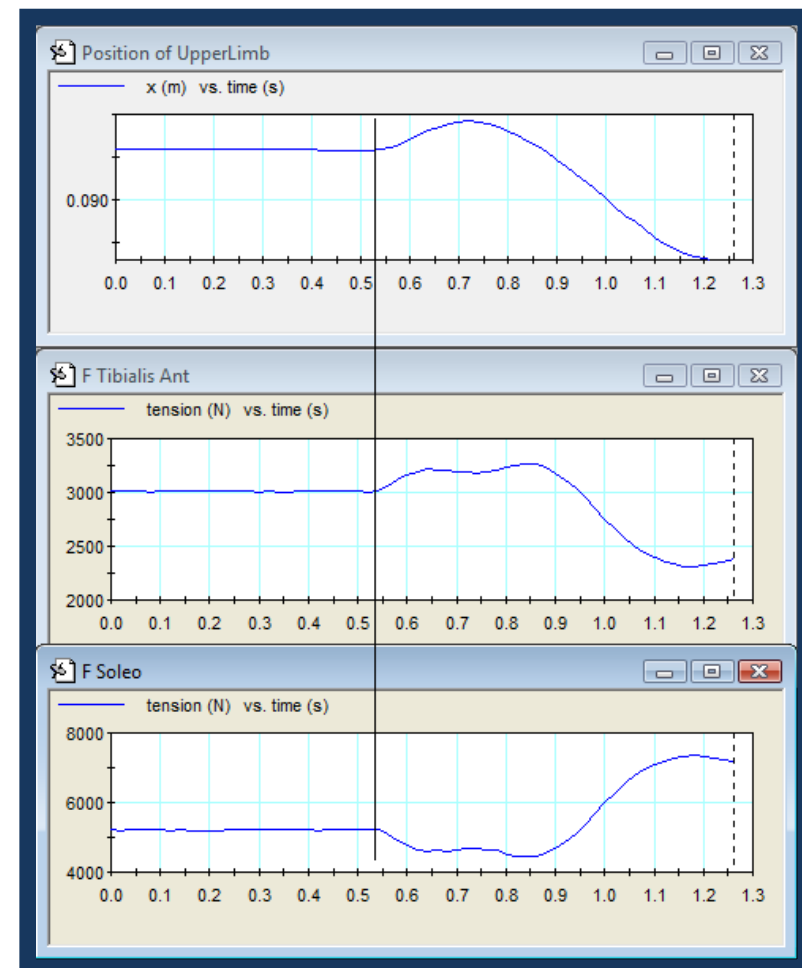 Position of UpperLimb
x (m) vs. time (s)
0.090
0.0 0.1 0.2 0.3 0.4 0.5 0.6 0.7 0.8 0.9 1.0 1.1 1.2 1.3
F Tibialis Ant
tension (N) vs. time (s)
3500
3000
2500
2000
0.0 0.1 0.2 0.3 0.4 0.5 0.6 0.7 0.8 0.9 1.0 1.1 1.2 1.3
F Soleo
tension (N) vs. time (s)
8000
6000
4000
0.0 0.1 0.2 0.3 0.4 0.5 0.6 0.7 0.8 0.9 1.0 1.1 1.2 1.3